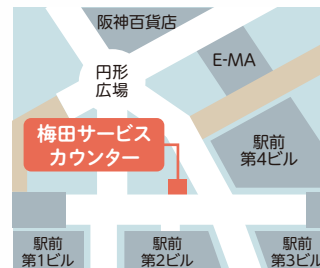 阪神百貨店
E-MA
円形
広場
梅田サービス
カウンター
駅前
第4ビル
駅前
第1ビル
駅前
第2ビル
駅前
第3ビル